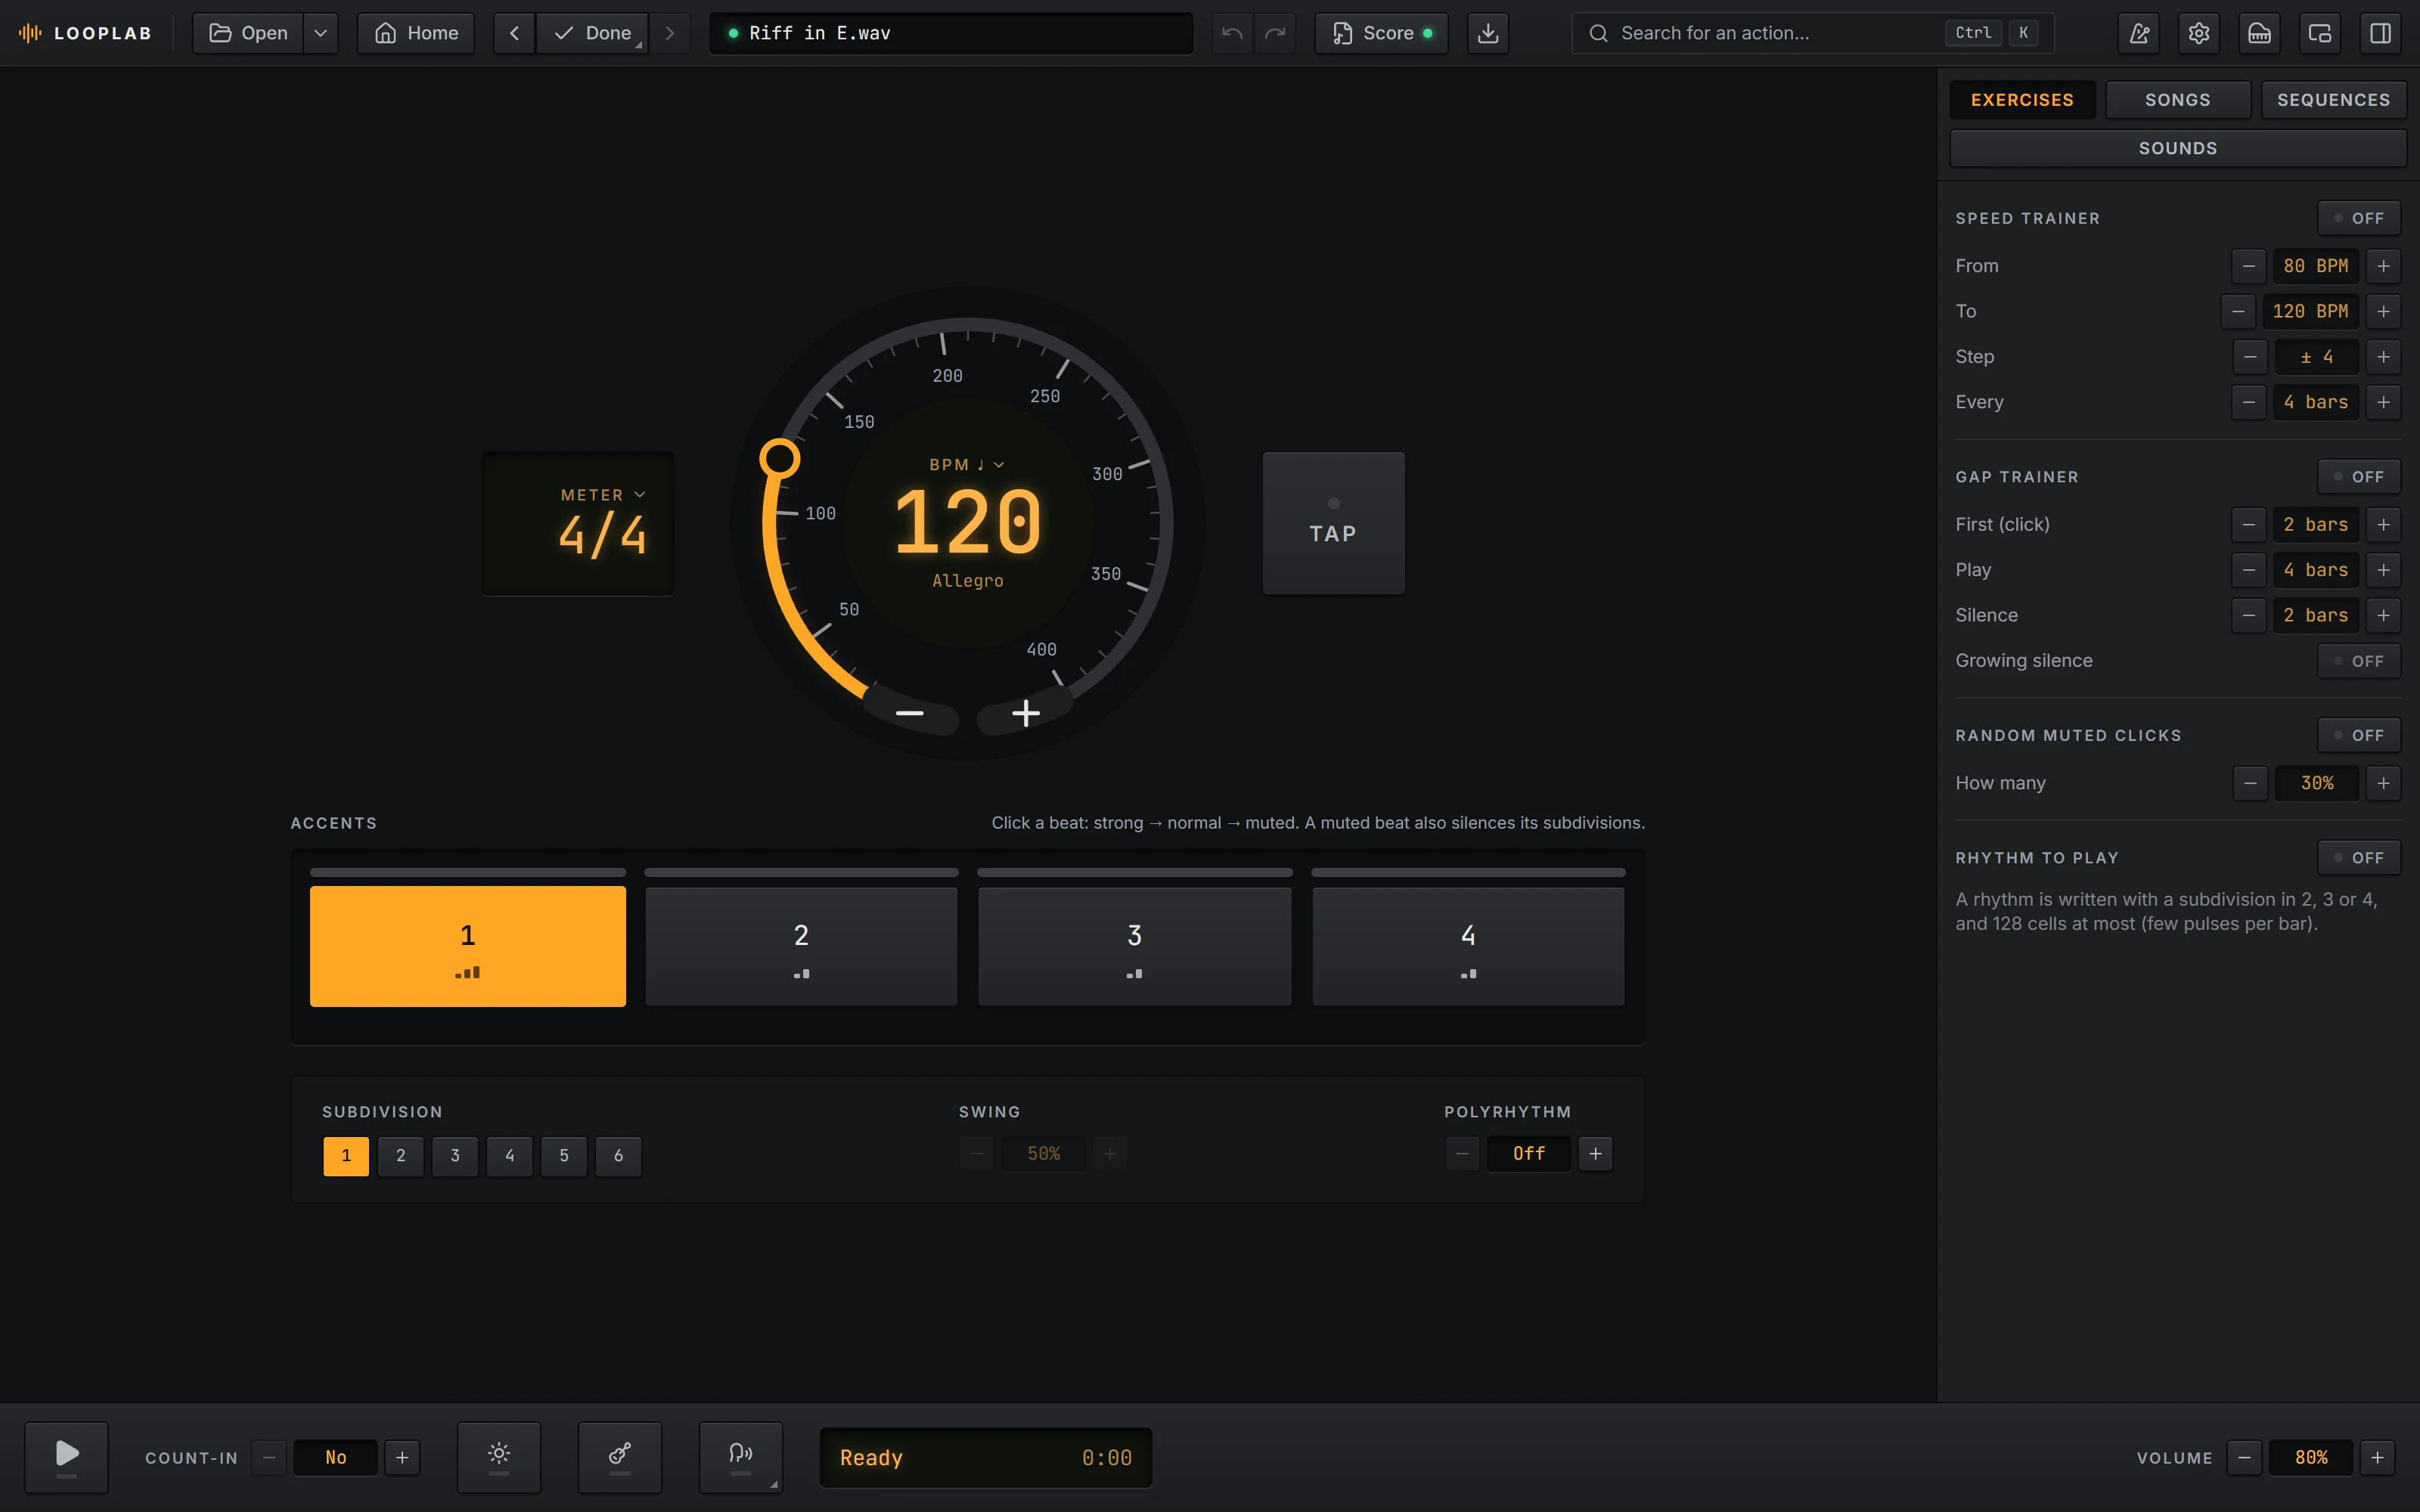 LOOPLAB
Open
Home
Done
Riff in E.wav
Score
Search for an action...
Ctrl
K
EXERCISES
SONGS
SEQUENCES
SOUNDS
SPEED TRAINER
OFF
From
80 BPM
To
120 BPM
Step
± 4
Every
4 bars
GAP TRAINER
OFF
First (click)
2 bars
Play
4 bars
Silence
2 bars
Growing silence
OFF
RANDOM MUTED CLICKS
OFF
How many
30%
RHYTHM TO PLAY
OFF
A rhythm is written with a subdivision in 2, 3 or 4,
and 128 cells at most (few pulses per bar).
METER
4/4
50
100
150
200
250
300
350
400
BPM ♩
120
Allegro
TAP
ACCENTS
Click a beat: strong → normal → muted. A muted beat also silences its subdivisions.
1
2
3
4
SUBDIVISION
1
2
3
4
5
6
SWING
50%
POLYRHYTHM
Off
COUNT-IN
No
Ready
0:00
VOLUME
80%